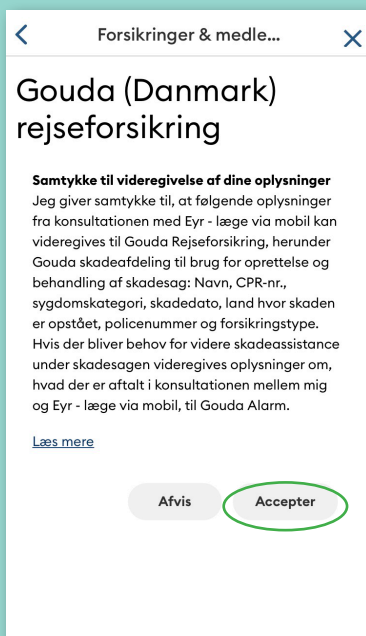 Forsikringer & medle...
Gouda (Danmark)
rejseforsikring
Samtykke til videregivelse af dine oplysninger
Jeg giver samtykke til, at følgende oplysninger
fra konsultationen med Eyr - læge via mobil kan
videregives til Gouda Rejseforsikring, herunder
Gouda skadeafdeling til brug for oprettelse og
behandling af skadesag: Navn, CPR-nr.,
sygdomskategori, skadedato, land hvor skaden
er opstået, policenummer og forsikringstype.
Hvis der bliver behov for videre skadeassistance
under skadesagen videregives oplysninger om,
hvad der er aftalt i konsultationen mellem mig
og Eyr - læge via mobil, til Gouda Alarm.
Læs mere
Afvis Accepter